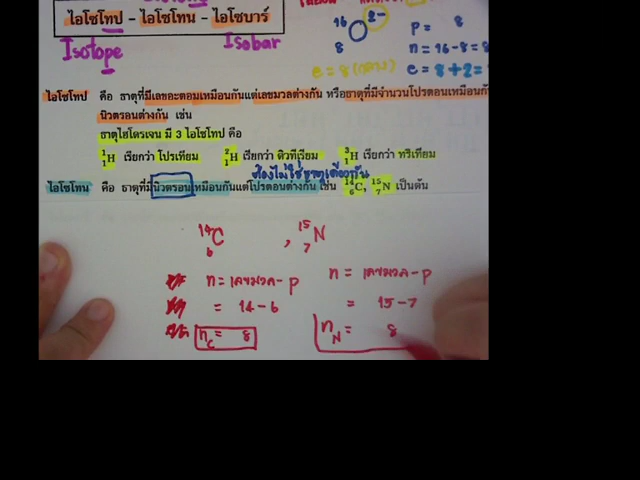 16 2-
p = 8
ไอโซโทป – ไอโซโทน – ไอโซบาร์
8
n = 16-8 = 8
Isotope
Isobar
e = 8 (กลาง)
e = 8+2 =
ไอโซโทป คือ ธาตุที่มีเลขอะตอมเหมือนกันแต่เลขมวลต่างกัน หรือธาตุที่มีจำนวนโปรตอนเหมือนกั
นิวตรอนต่างกัน เช่น
ธาตุไฮโดรเจน มี 3 ไอโซโทป คือ
1 1 H เรียกว่า โปรเทียม 2 1 H เรียกว่า ดิวทีเรียม 3 1 H เรียกว่า ทริเทียม
ต้องไม่ใช่ธาตุเดียวกัน
ไอโซโทน คือ ธาตุที่มีนิวตรอนเหมือนกันแต่โปรตอนต่างกัน เช่น 14 6 C, 15 7 N เป็นต้น
14 6 C , 15 7 N
n = เลขมวล - p n = เลขมวล - p
= 14 - 6 = 15 - 7
n C = 8 n N = 8